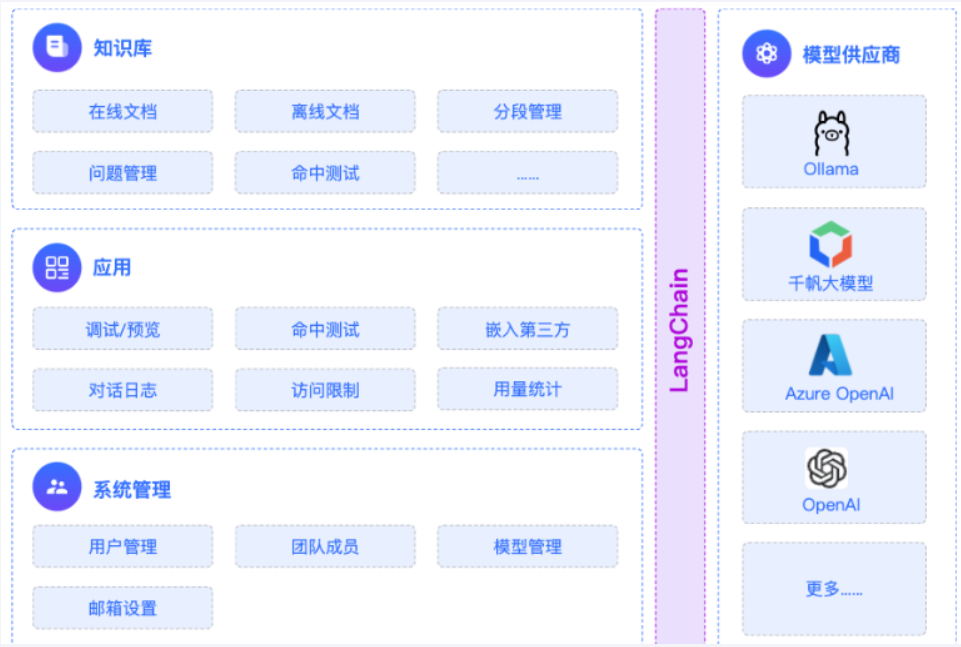 知识库
在线文档
离线文档
分段管理
问题管理
命中测试
......
应用
调试/预览
命中测试
嵌入第三方
对话日志
访问限制
用量统计
系统管理
用户管理
团队成员
模型管理
邮箱设置
LangChain
模型供应商
Ollama
千帆大模型
Azure OpenAI
OpenAI
更多......